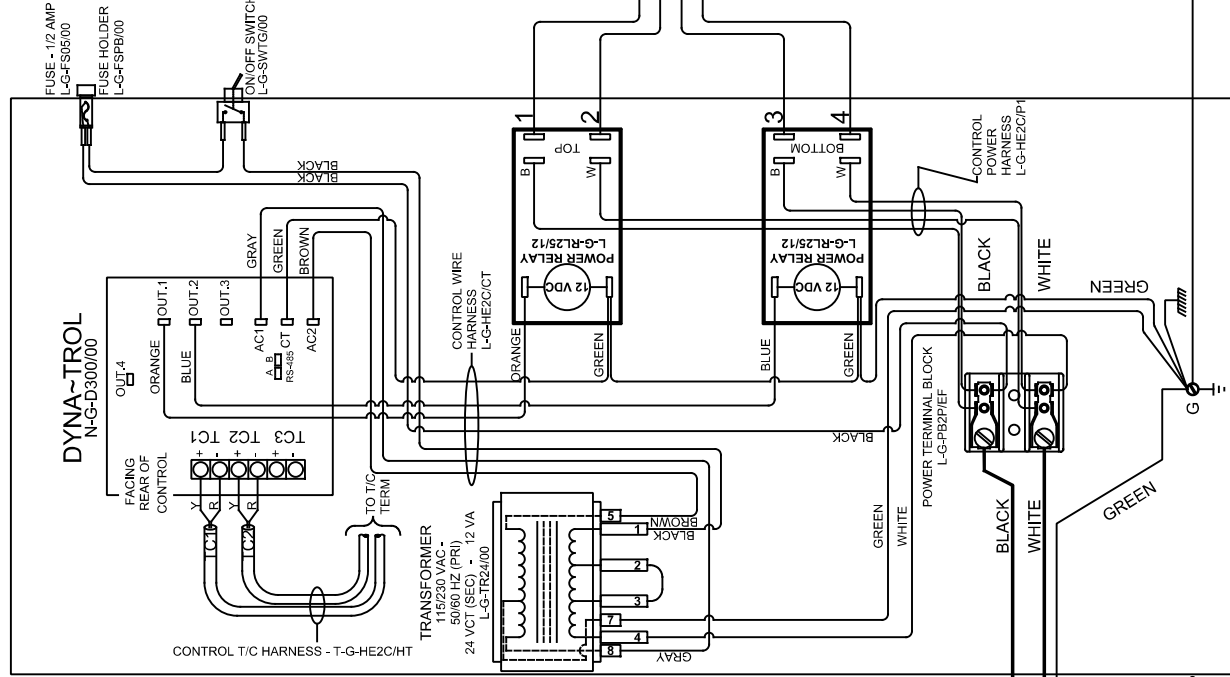 FUSE - 1/2 AMP
L-G-FS05/00
FUSE HOLDER
L-G-FSPB/00
ON/OFF SWITCH
L-G-SWTG/00
BLACK
BLACK
1
2
TOP
B
W
POWER RELAY
L-G-RL25/12
12 VDC
3
4
BOTTOM
B
W
POWER RELAY
L-G-RL25/12
12 VDC
CONTROL
POWER
HARNESS
L-G-HE2C/P1
BLACK
WHITE
GREEN
DYNA~TROL
N-G-D300/00
OUT.4
OUT.1
OUT.2
OUT.3
ORANGE
BLUE
GRAY
GREEN
BROWN
AC1
CT
AC2
A B
RS-485
CONTROL WIRE
HARNESS
L-G-HE2C/CT
ORANGE
GREEN
BLUE
GREEN
BLACK
POWER TERMINAL BLOCK
L-G-PB2P/EF
G
TC1 TC2 TC3
+ - + - + -
FACING
REAR OF
CONTROL
Y
R
Y
R
TC1
TC2
TO T/C
TERM
CONTROL T/C HARNESS - T-G-HE2C/HT
TRANSFORMER
115/230 VAC -
50/60 HZ (PRI)
24 VCT (SEC) - 12 VA
L-G-TR24/00
5
BROWN
1
BLACK
2
3
7
4
8
GRAY
GREEN
WHITE
BLACK
WHITE
GREEN